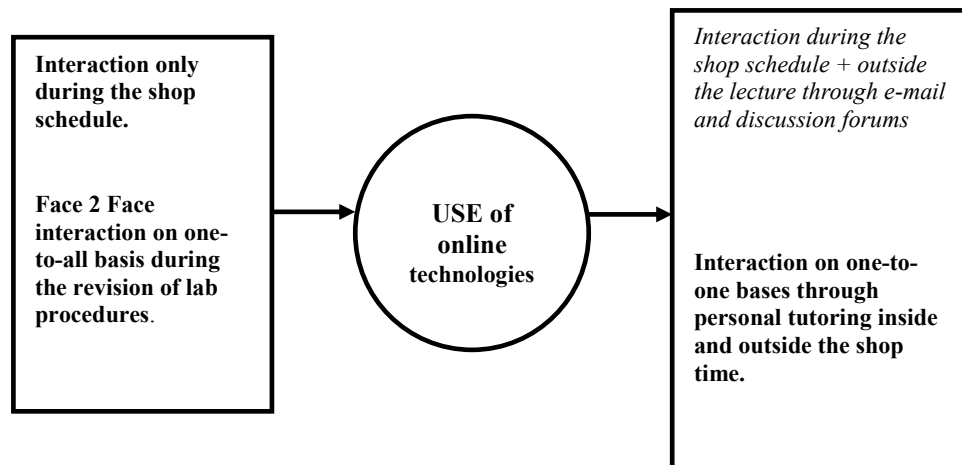 Interaction only
during the shop
schedule.
Face 2 Face
interaction on one-
to-all basis during
the revision of lab
procedures.
USE of
online
technologies
Interaction during the
shop schedule + outside
the lecture through e-mail
and discussion forums
Interaction on one-to-
one bases through
personal tutoring inside
and outside the shop
time.